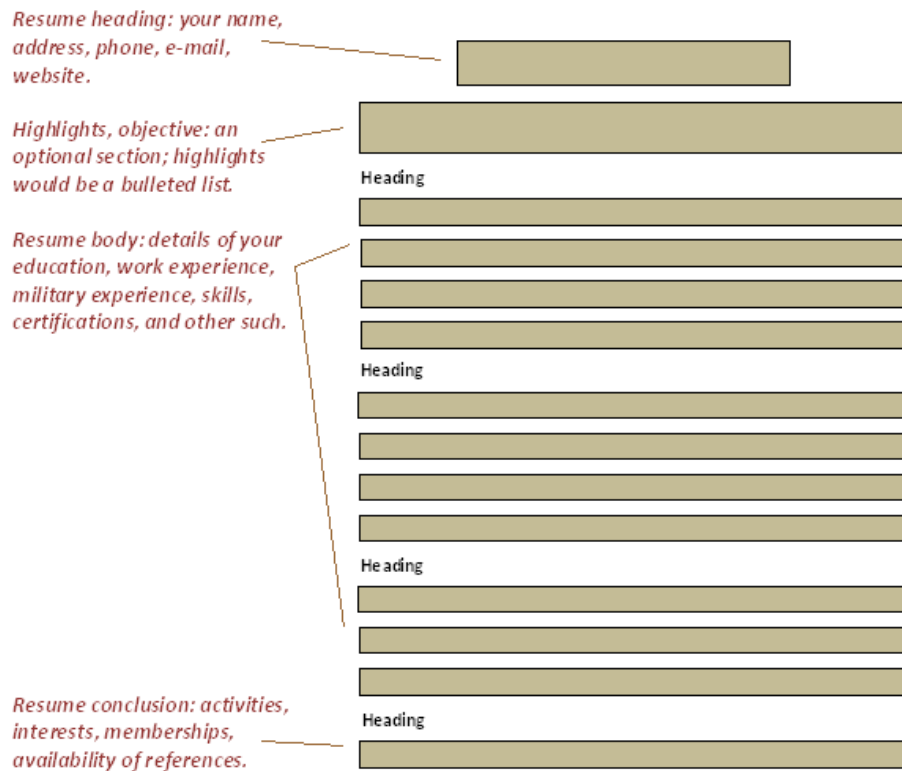 Resume heading: your name,
address, phone, e-mail,
website.
Highlights, objective: an
optional section; highlights
would be a bulleted list.
Heading
Resume body: details of your
education, work experience,
military experience, skills,
certifications, and other such.
Heading
Heading
Resume conclusion: activities,
interests, memberships,
availability of references.
Heading